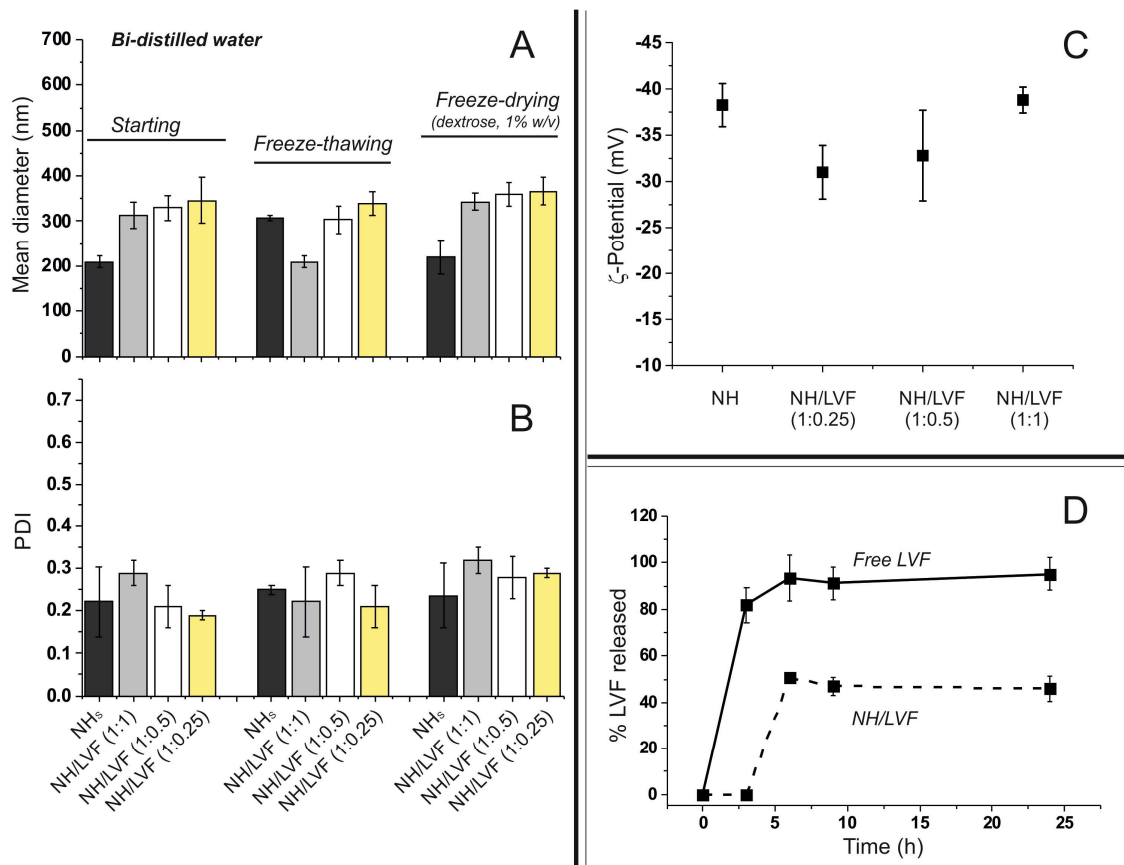 A
Bi-distilled water
700
600
500
400
300
200
100
0
Mean diameter (nm)
Starting
Freeze-thawing
Freeze-drying
(dextrose, 1% w/v)
B
0.7
0.6
0.5
0.4
0.3
0.2
0.1
0.0
PDI
NHs
NH/LVF (1:1)
NH/LVF (1:0.5)
NH/LVF (1:0.25)
NHs
NH/LVF (1:1)
NH/LVF (1:0.5)
NH/LVF (1:0.25)
NHs
NH/LVF (1:1)
NH/LVF (1:0.5)
NH/LVF (1:0.25)
C
-45
-40
-35
-30
-25
-20
-15
-10
ζ-Potential (mV)
NH
NH/LVF
(1:0.25)
NH/LVF
(1:0.5)
NH/LVF
(1:1)
D
120
100
80
60
40
20
0
% LVF released
Free LVF
NH/LVF
0
5
10
15
20
25
Time (h)